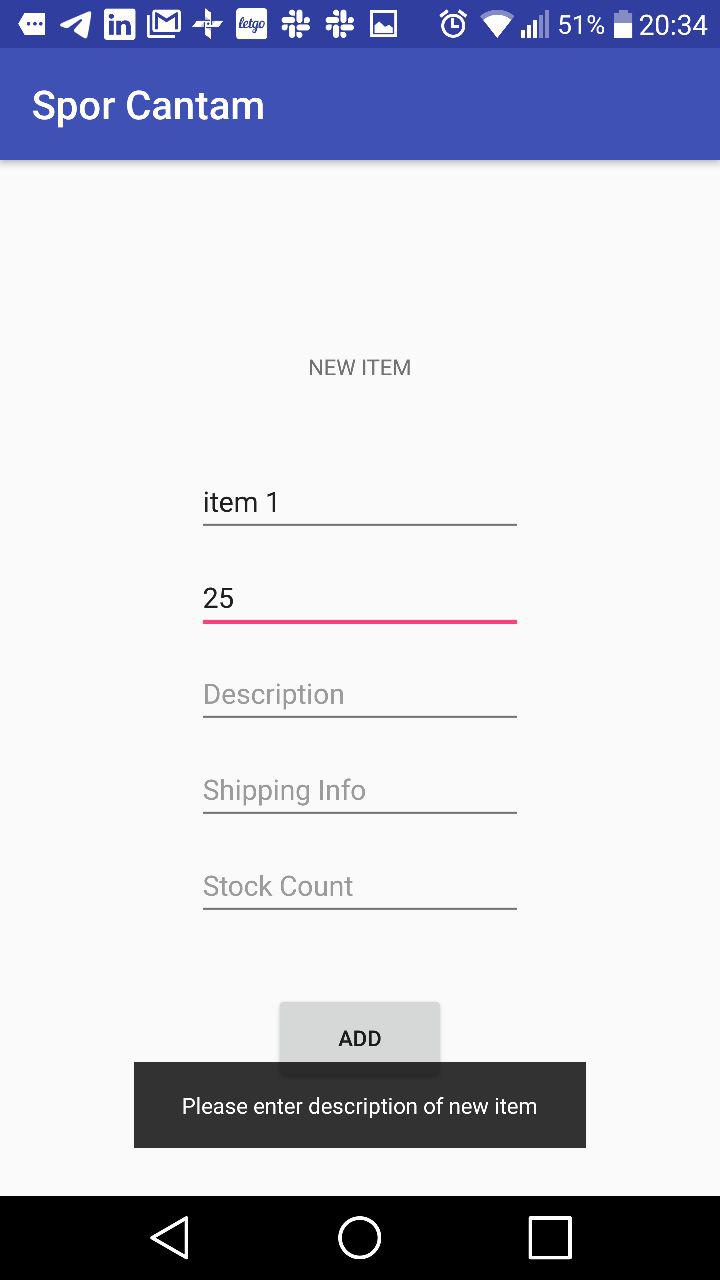 in M letgo 51% 20:34
Spor Cantam
NEW ITEM
item 1
25
Description
Shipping Info
Stock Count
ADD
Please enter description of new item